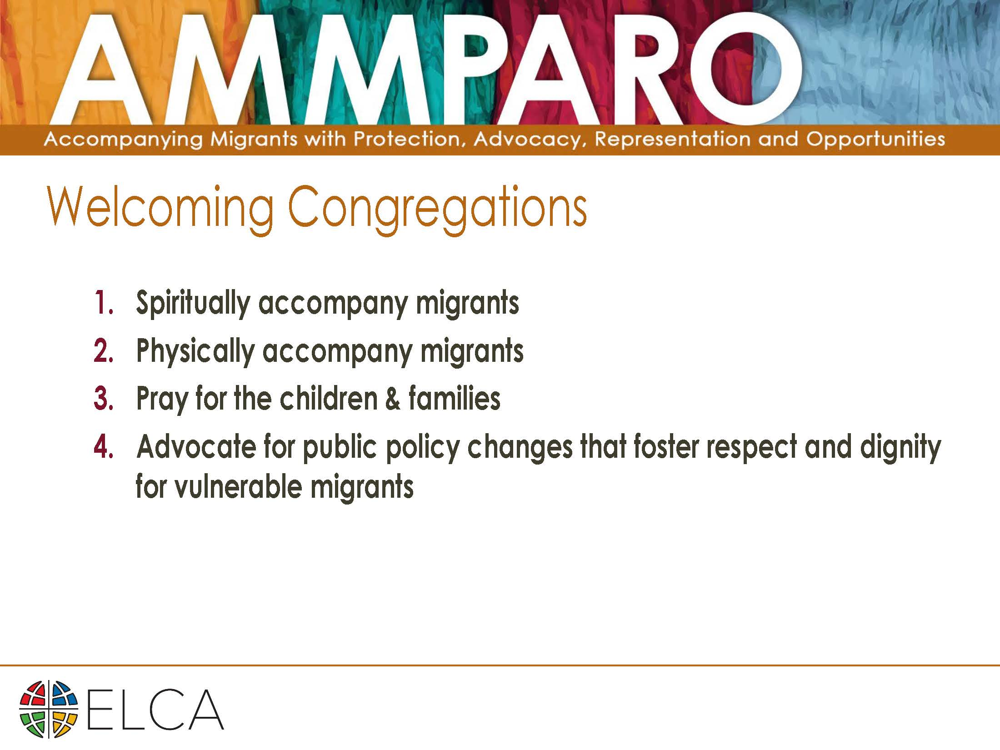 AMMPARO
Accompanying Migrants with Protection, Advocacy, Representation and Opportunities
Welcoming Congregations
1. Spiritually accompany migrants
2. Physically accompany migrants
3. Pray for the children & families
4. Advocate for public policy changes that foster respect and dignity
for vulnerable migrants
ELCA